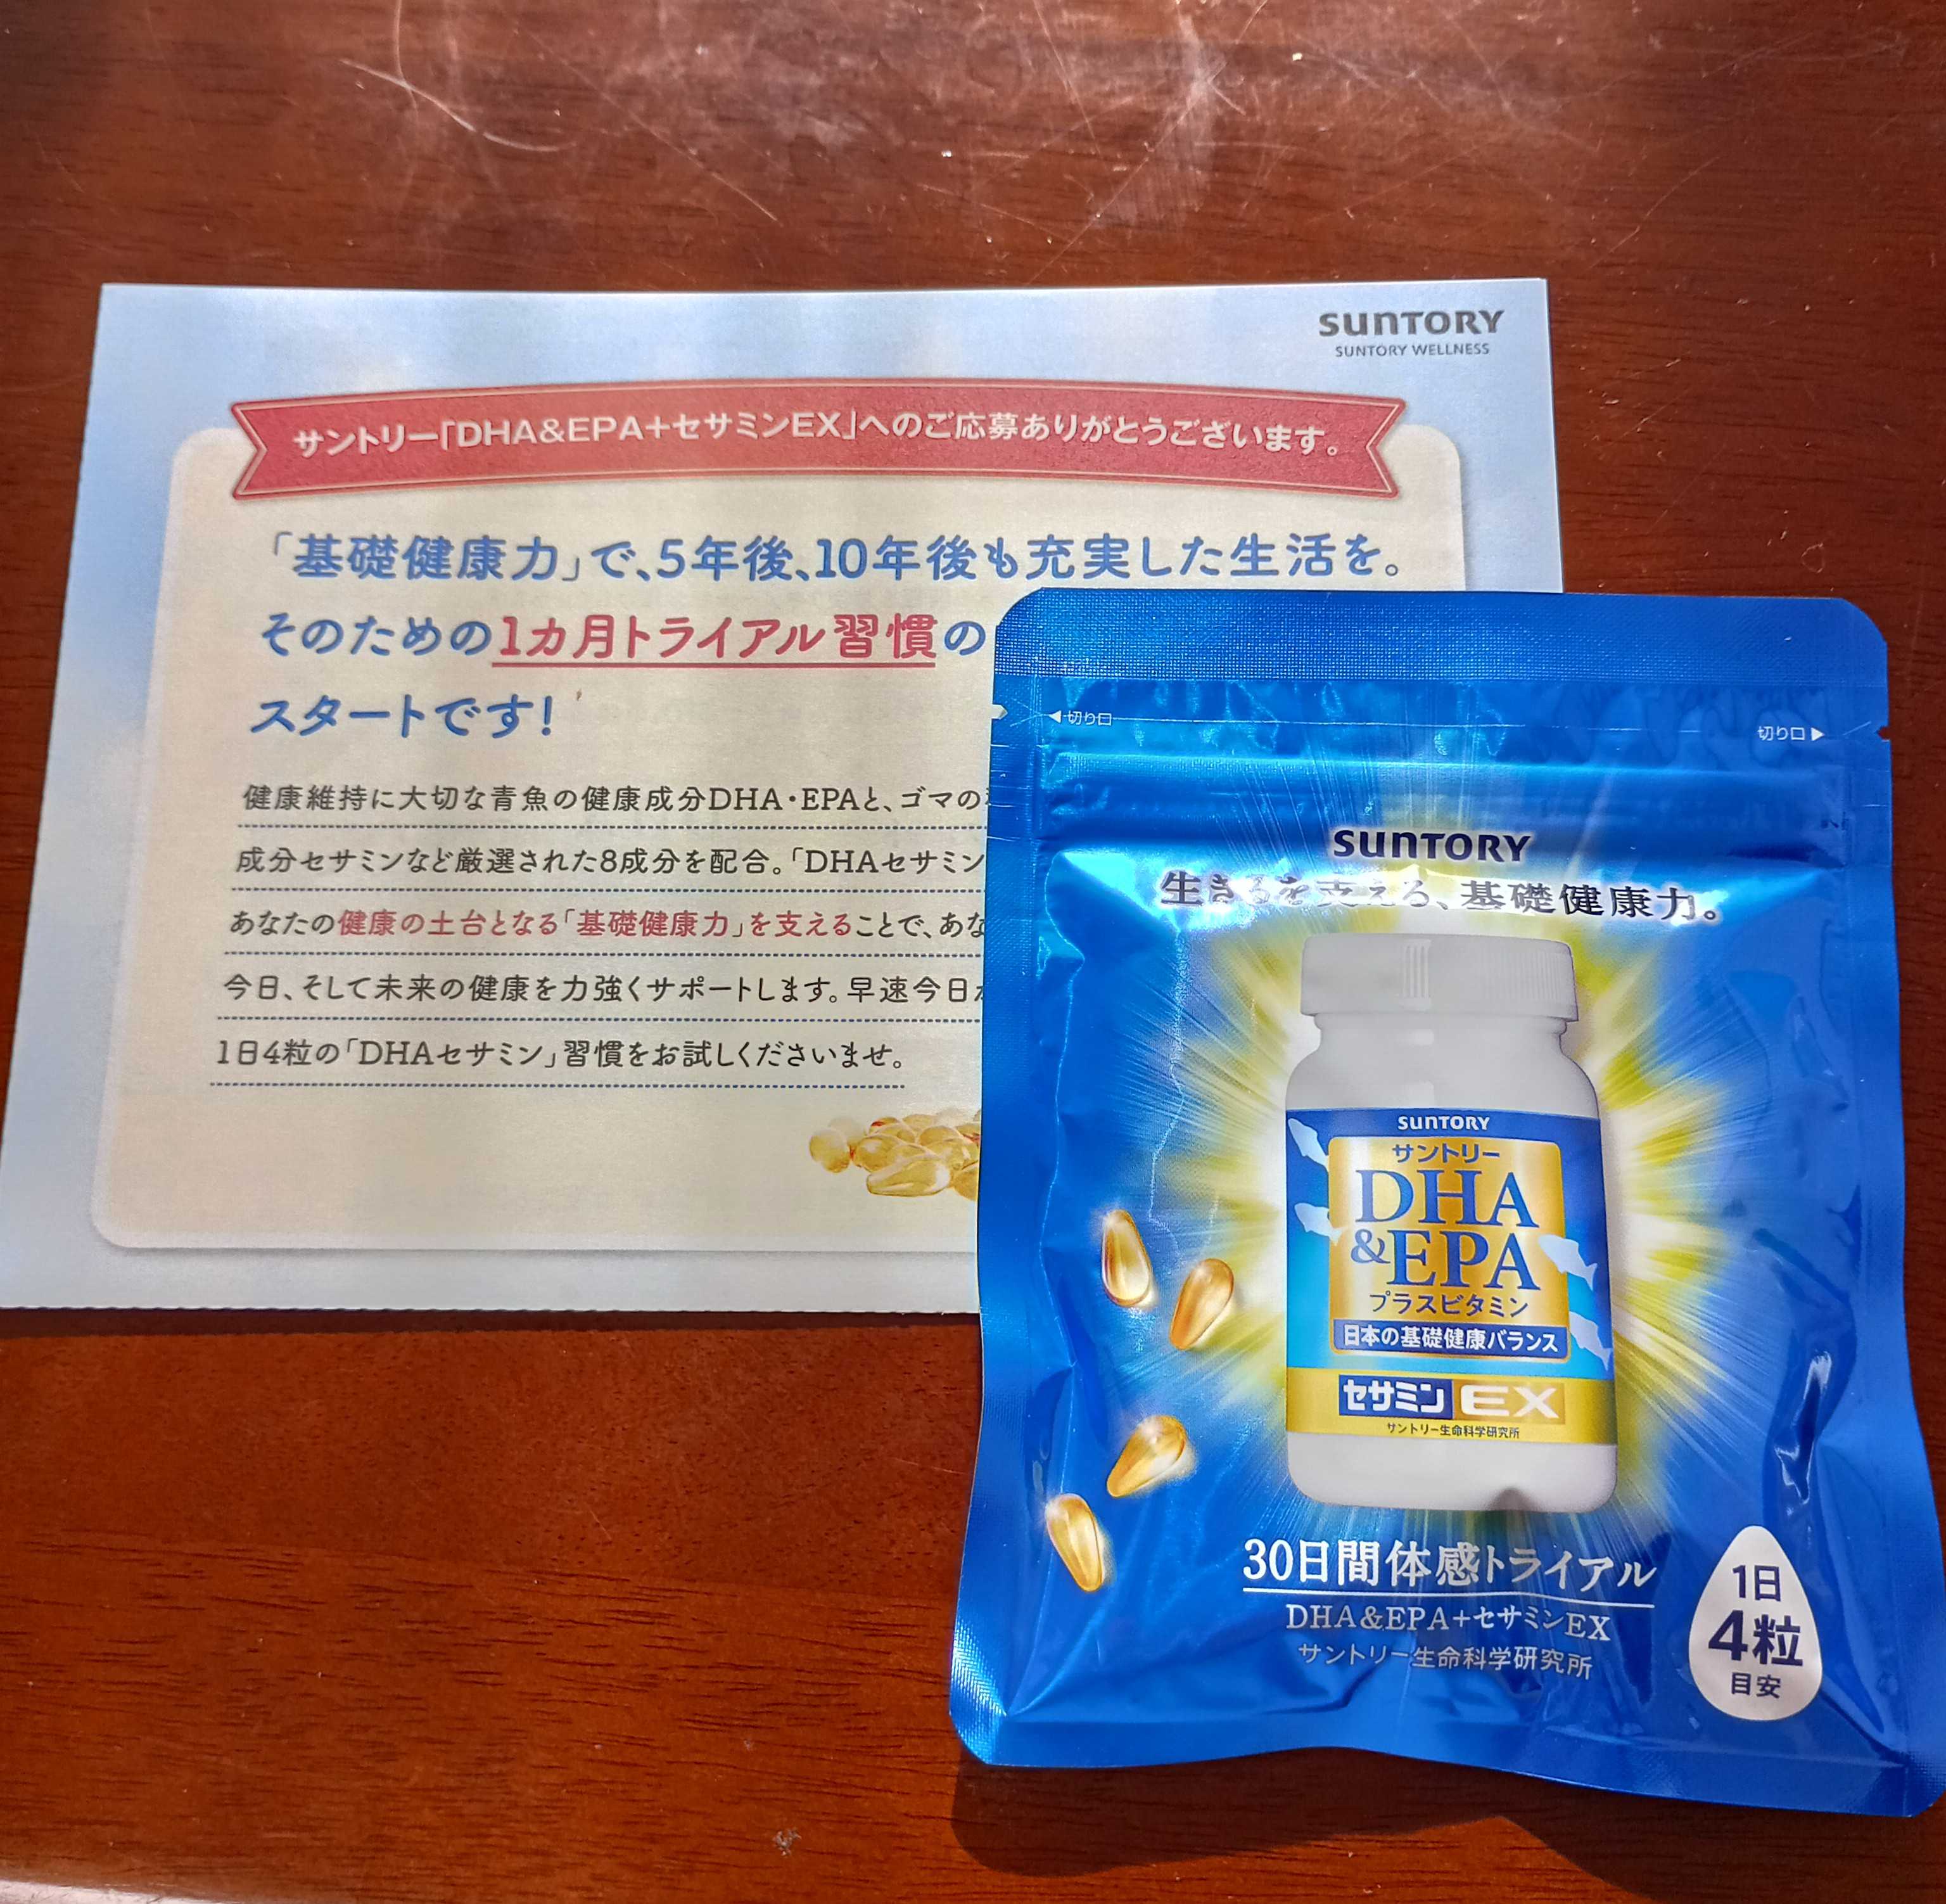 SUNTORY
SUNTORY WELLNESS
サントリー「DHA&EPA+セサミンEX」へのご応募ありがとうございます。
「基礎健康力」で、5年後、10年後も充実した生活を。
そのための1カ月トライアル習慣の
スタートです!
健康維持に大切な青魚の健康成分DHA・EPAと、ゴマの
成分セサミンなど厳選された8成分を配合。「DHAセサミン
あなたの健康の土台となる「基礎健康力」を支えることで、あな
今日、そして未来の健康を力強くサポートします。早速今日
1日4粒の「DHAセサミン」習慣をお試しくださいませ。
◀切り口
切り口▶
SUNTORY
生きるを支える、基礎健康力。
SUNTORY
サントリー
DHA
&EPA
プラスビタミン
日本の基礎健康バランス
セサミンEX
サントリー生命科学研究所
30日間体感トライアル
DHA&EPA+セサミンEX
サントリー生命科学研究所
1日
4粒
目安